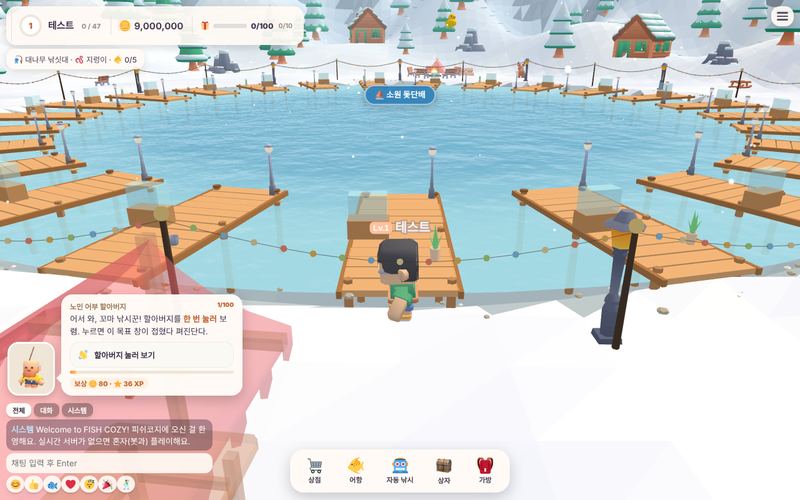 1 테스트 0 / 47 9,000,000 0/100 0/10
대나무 낚싯대 · 지렁이 · 0/5
소원 돛단배
Lv.1 테스트
노인 어부 할아버지 1/100
어서 와, 꼬마 낚시꾼! 할아버지를 한 번 눌러 보
렴. 누르면 이 목표 창이 접혔다 펴진단다.
할아버지 눌러 보기
보상 80 · 36 XP
전체 대화 시스템
시스템 Welcome to FISH COZY! 피쉬코지에 오신 걸 환
영해요. 실시간 서버가 없으면 혼자(봇과) 플레이해요.
채팅 입력 후 Enter
상점 어항 자동 낚시 상자 가방